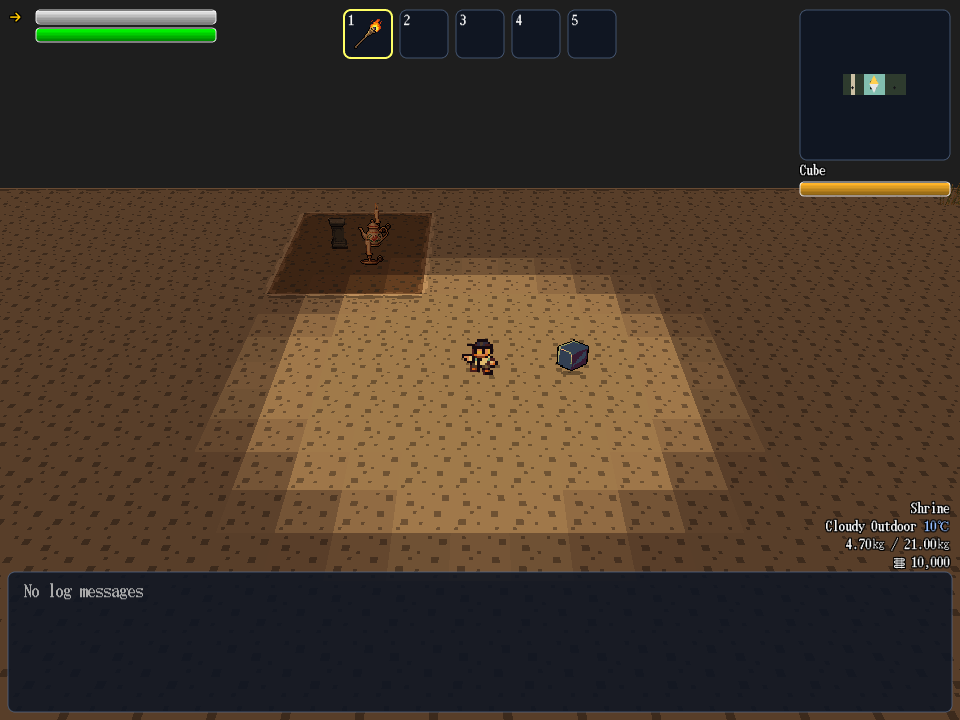 1
2
3
4
5
Cube
Shrine
Cloudy Outdoor 10℃
4.70kg / 21.00kg
10,000
No log messages